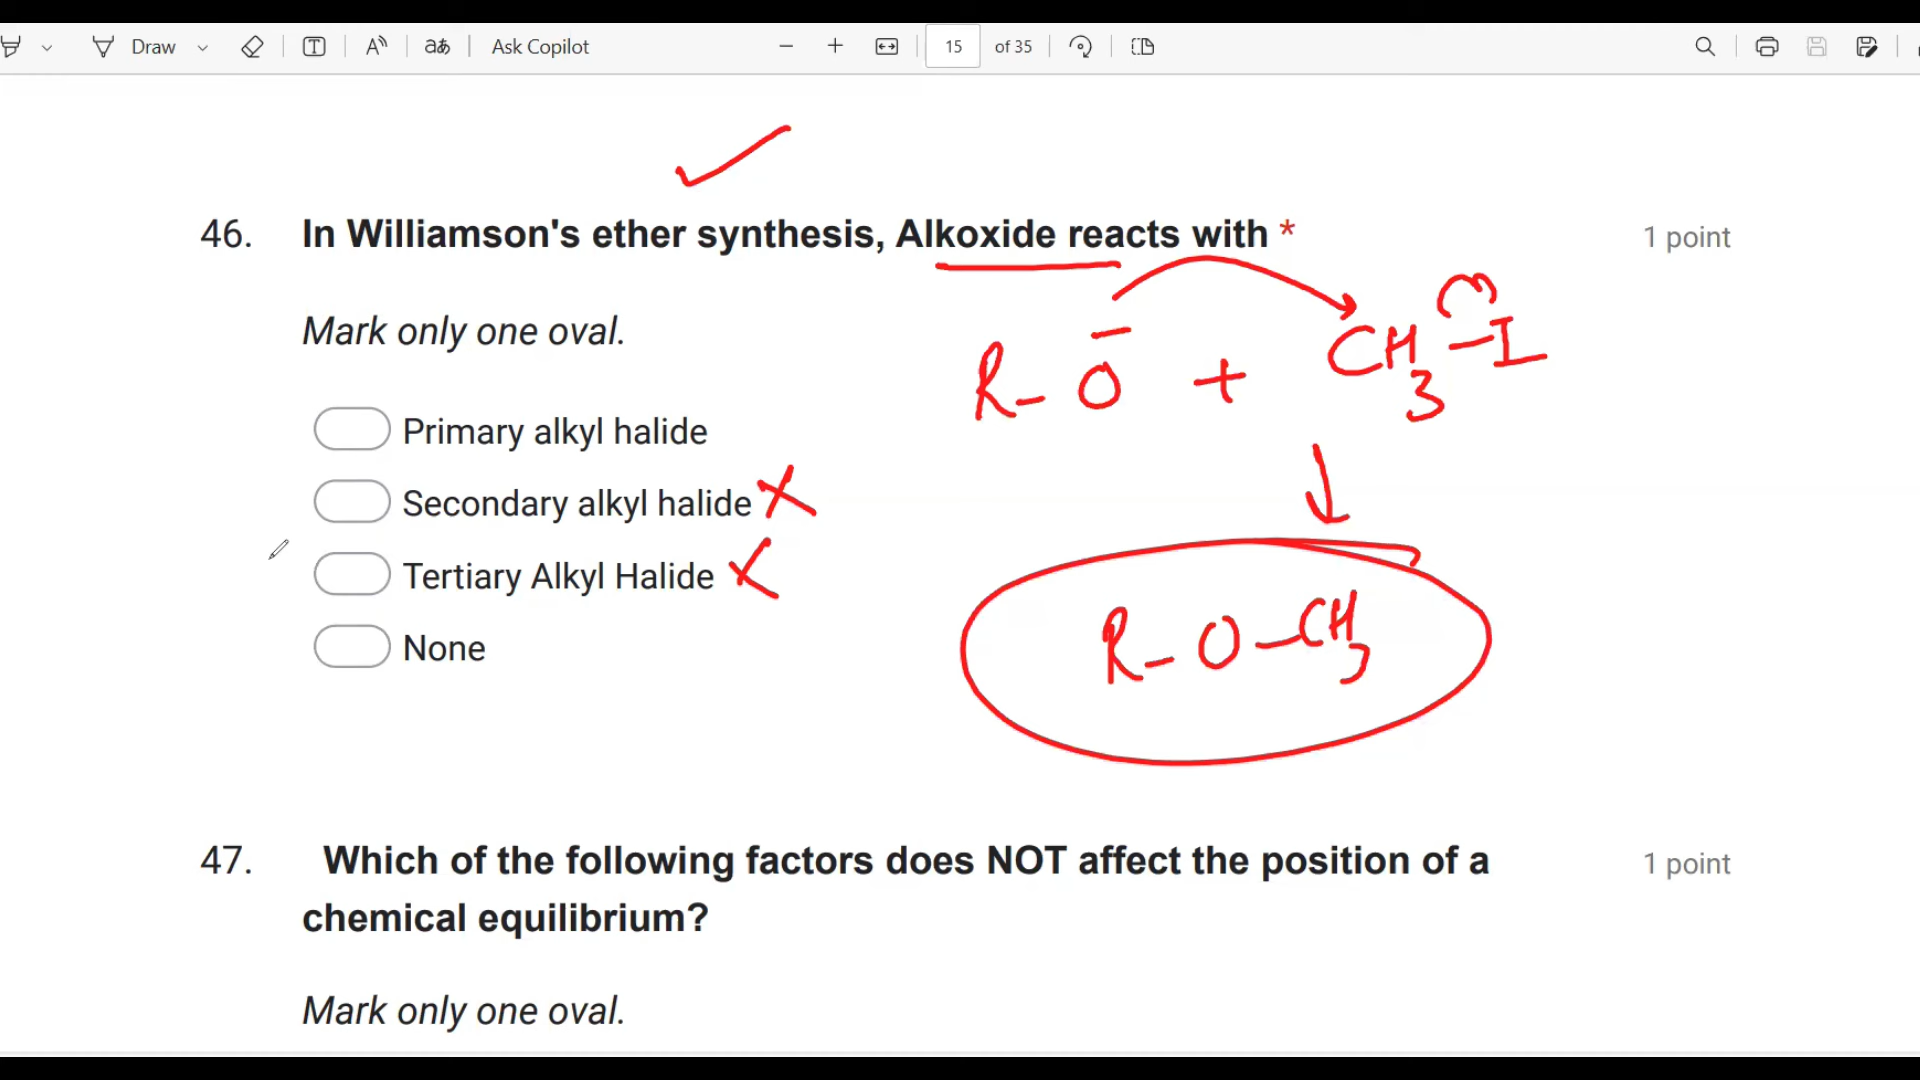 Draw
Ask Copilot
15 of 35
46. In Williamson's ether synthesis, Alkoxide reacts with * 1 point
Mark only one oval.
R - O⁻ + CH3 - I
Primary alkyl halide
Secondary alkyl halide
Tertiary Alkyl Halide
R - O - CH3
None
47. Which of the following factors does NOT affect the position of a 1 point
chemical equilibrium?
Mark only one oval.